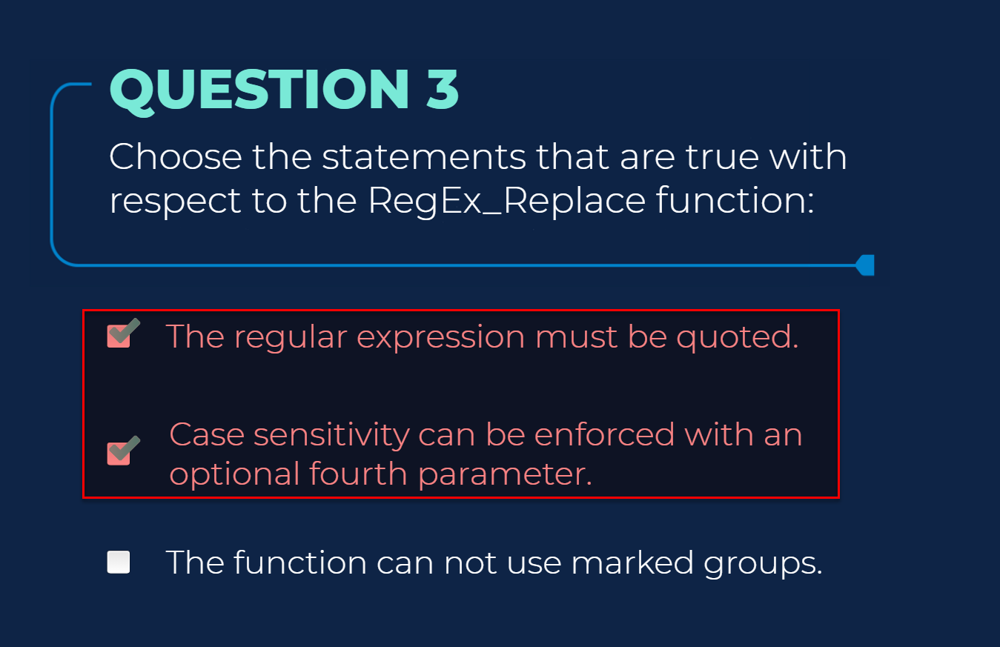 QUESTION 3
Choose the statements that are true with
respect to the RegEx_Replace function:
The regular expression must be quoted.
Case sensitivity can be enforced with an
optional fourth parameter.
The function can not use marked groups.